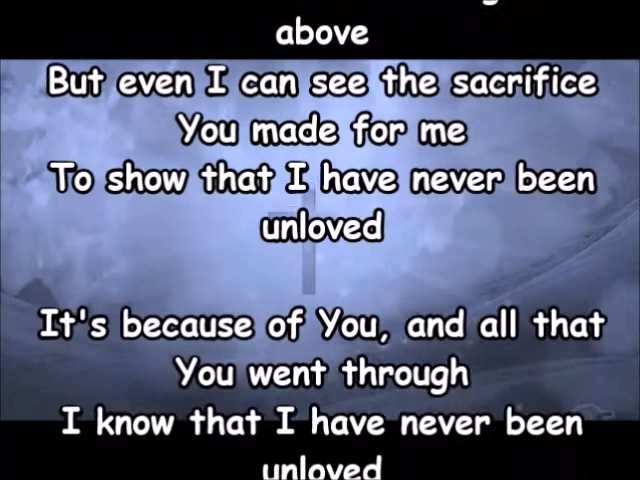 above
But even I can see the sacrifice
You made for me
To show that I have never been
unloved
It's because of You, and all that
You went through
I know that I have never been
unloved